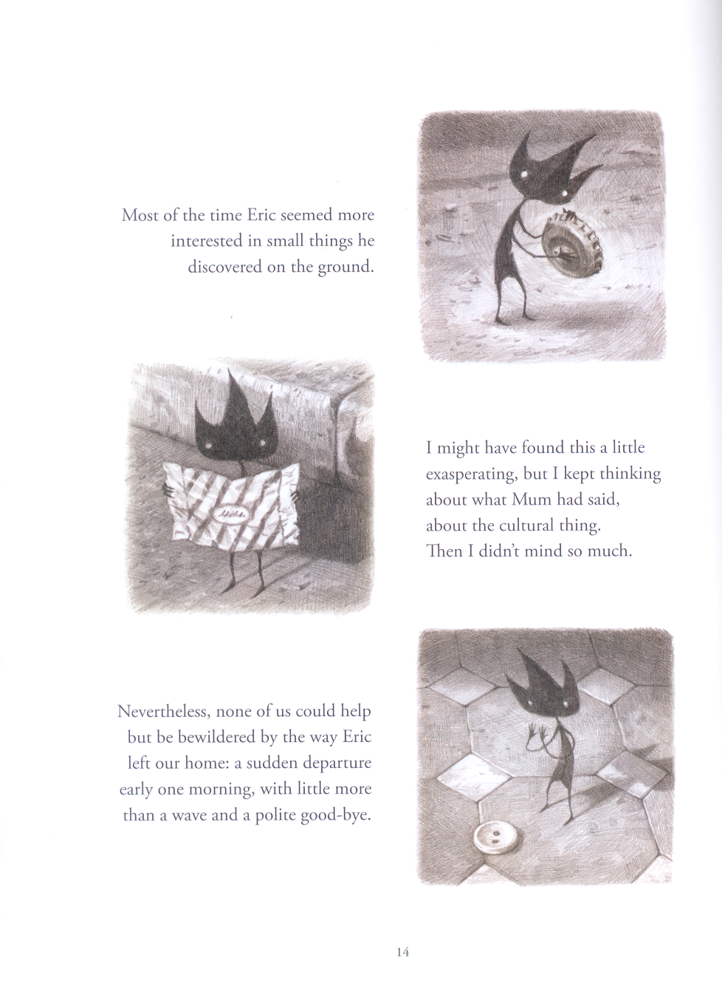 Most of the time Eric seemed more
interested in small things he
discovered on the ground.
I might have found this a little
exasperating, but I kept thinking
about what Mum had said,
about the cultural thing.
Then I didn’t mind so much.
Nevertheless, none of us could help
but be bewildered by the way Eric
left our home: a sudden departure
early one morning, with little more
than a wave and a polite good-bye.
14